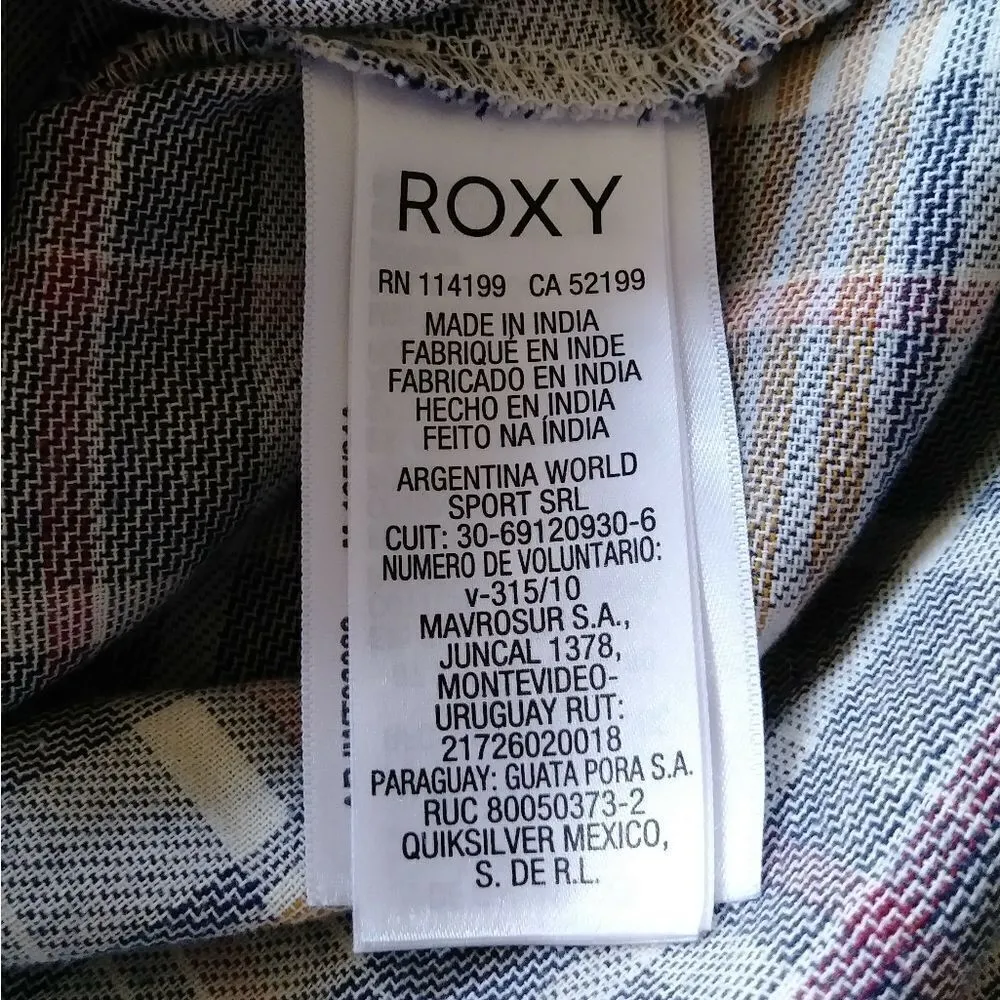 ROXY
RN 114199 CA 52199
MADE IN INDIA
FABRIQUÉ EN INDE
FABRICADO EN INDIA
HECHO EN INDIA
FEITO NA INDIA
ARGENTINA WORLD
SPORT SRL
CUIT: 30-69120930-6
NUMERO DE VOLUNTARIO:
v-315/10
MAVROSUR S.A.,
JUNCAL 1378,
MONTEVIDEO-
URUGUAY RUT:
21726020018
PARAGUAY: GUATA PORA S.A.
RUC 80050373-2
QUIKSILVER MEXICO,
S. DE R.L.